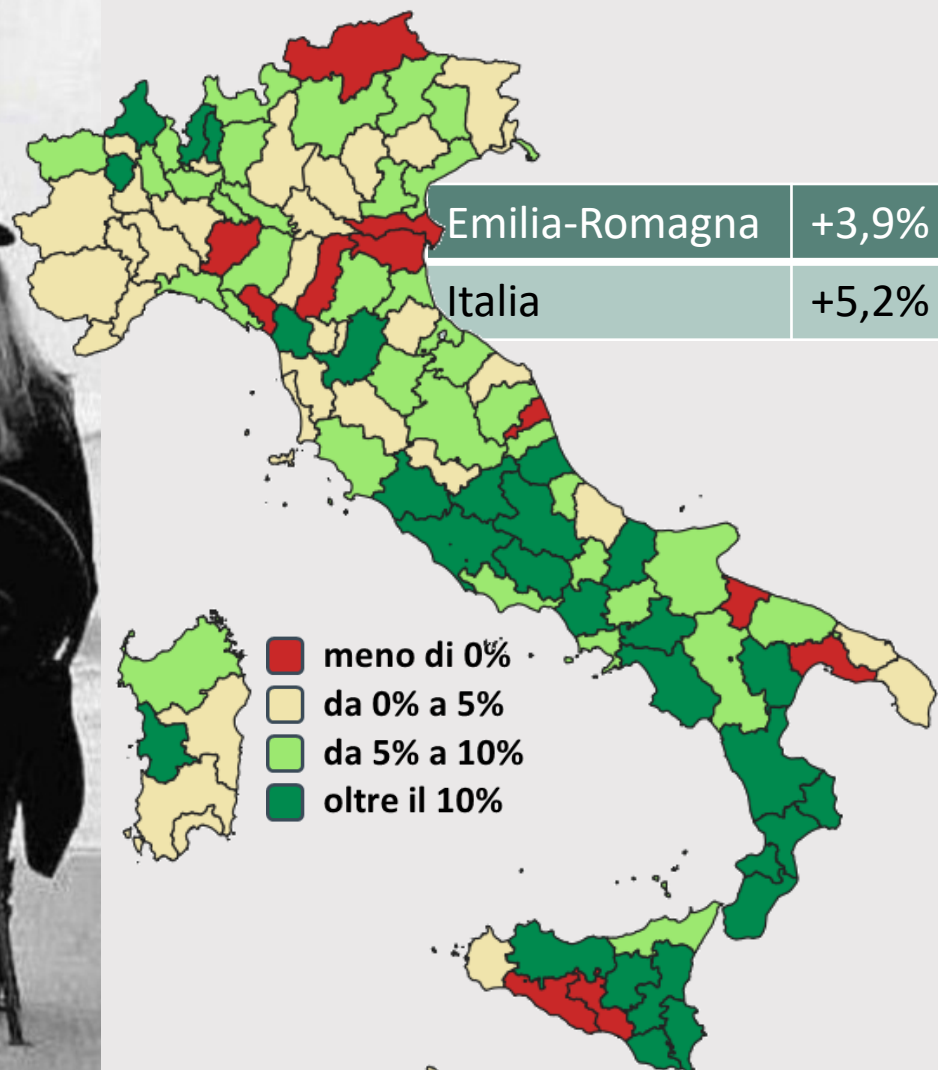 Emilia-Romagna +3,9%
Italia +5,2%
meno di 0%
da 0% a 5%
da 5% a 10%
oltre il 10%